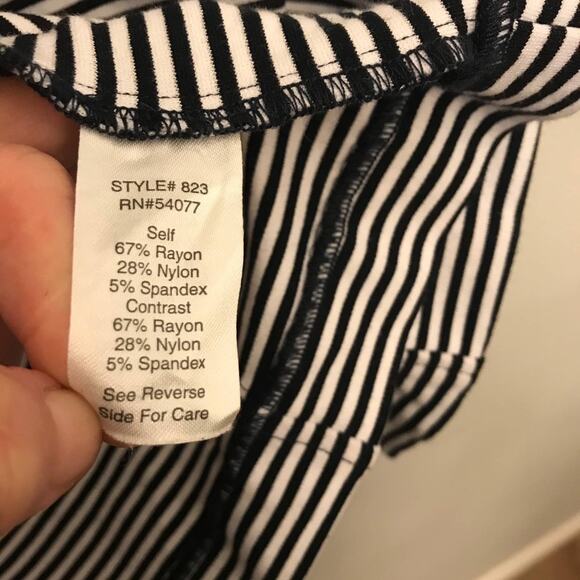 STYLE# 823
RN#54077
Self
67% Rayon
28% Nylon
5% Spandex
Contrast
67% Rayon
28% Nylon
5% Spandex
See Reverse
Side For Care